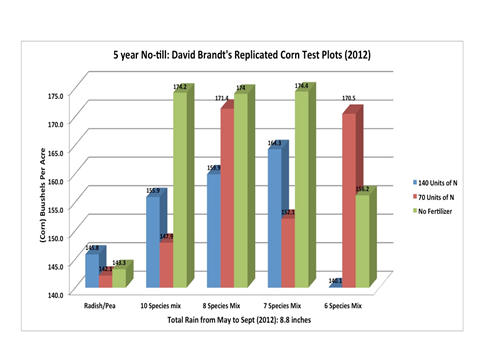 5 year No-till: David Brandt's Replicated Corn Test Plots (2012)
(Corn) Buushels Per Acre
175.0
170.0
165.0
160.0
155.0
150.0
145.0
140.0
145.8
142.1
143.3
155.9
147.9
174.2
159.9
171.4
174
164.3
152.1
174.4
140.1
170.5
156.2
140 Units of N
70 Units of N
No Fertilizer
Radish/Pea
10 Species mix
8 Species Mix
7 Species Mix
6 Species Mix
Total Rain from May to Sept (2012): 8.8 inches